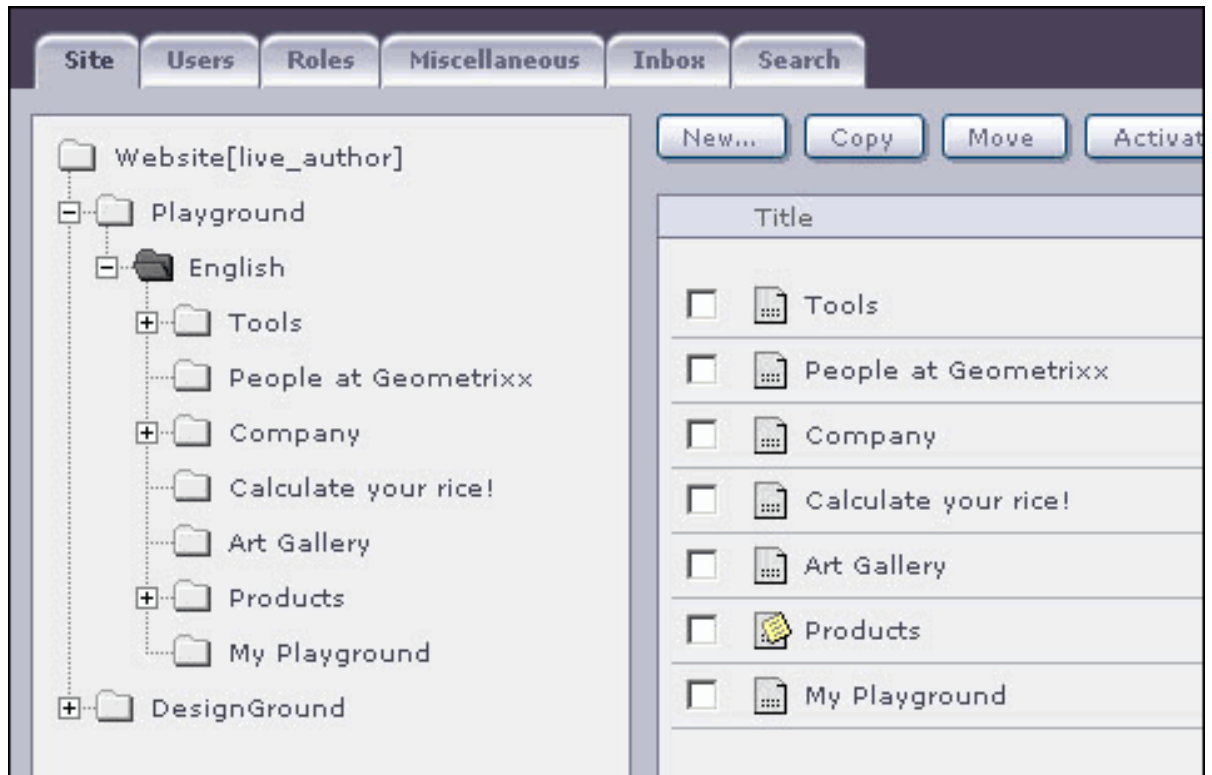 Site Users Roles Miscellaneous Inbox Search
New... Copy Move Activat
Website[live_author]
Playground
English
Tools
People at Geometrixx
Company
Calculate your rice!
Art Gallery
Products
My Playground
DesignGround
Title
Tools
People at Geometrixx
Company
Calculate your rice!
Art Gallery
Products
My Playground